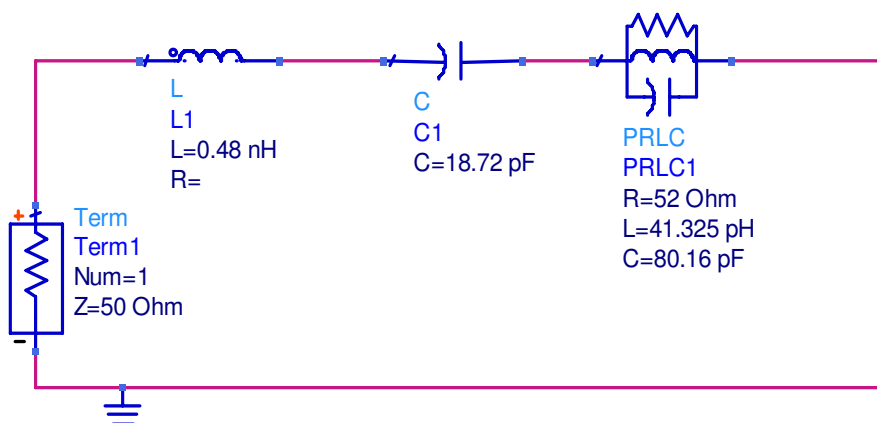 L
L1
L=0.48 nH
R=
C
C1
C=18.72 pF
PRLC
PRLC1
R=52 Ohm
L=41.325 pH
C=80.16 pF
+
Term
Term1
Num=1
Z=50 Ohm
-